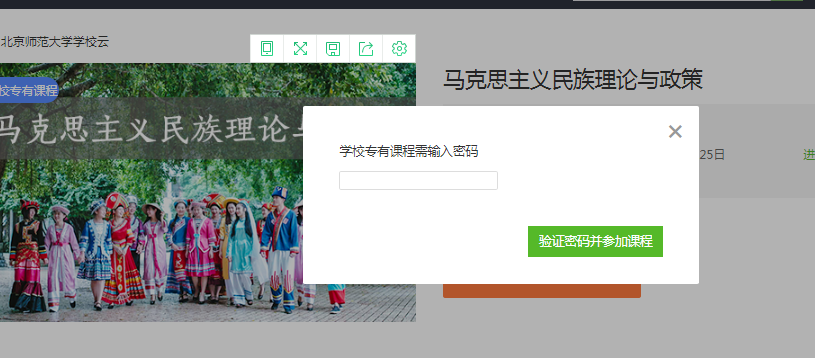 北京师范大学学校云
校专有课程
马克思主义民族理论与
马克思主义民族理论与政策
学校专有课程需输入密码
25日
进
验证密码并参加课程